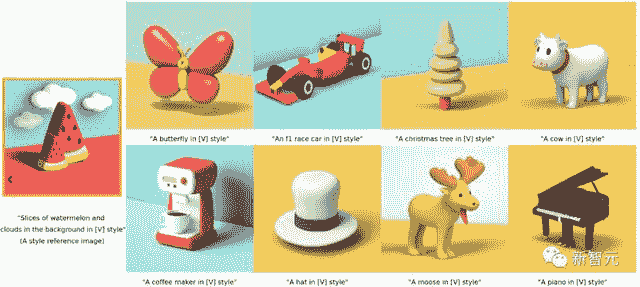 "A butterfly in [V] style"
"An f1 race car in [V] style"
"A christmas tree in [V] style"
"A cow in [V] style"
"Slices of watermelon and
clouds in the background in [V] style"
(A style reference image)
"A coffee maker in [V] style"
"A hat in [V] style"
"A moose in [V] style"
"A piano in [V] style"
新智元